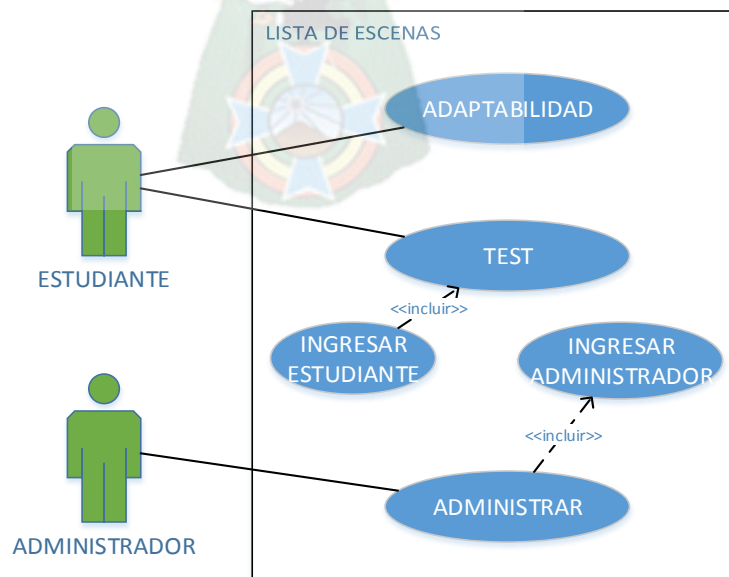 LISTA DE ESCENAS
ADAPTABILIDAD
ESTUDIANTE
TEST
<<incluir>>
INGRESAR
ESTUDIANTE
INGRESAR
ADMINISTRADOR
<<incluir>>
ADMINISTRAR
ADMINISTRADOR